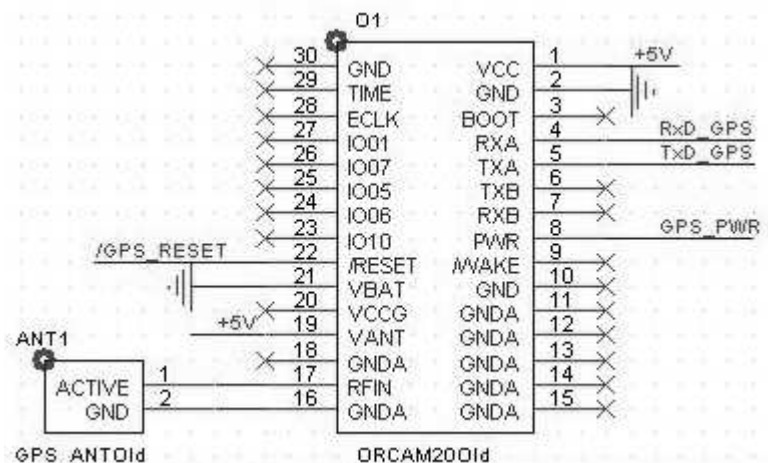 O1
30 GND VCC 1 +5V
29 TIME GND 2
28 ECLK BOOT 3
27 IO01 RXA 4 RxD_GPS
26 IO07 TXA 5 TxD_GPS
25 IO05 TXB 6
24 IO06 RXB 7
23 IO10 PWR 8 GPS_PWR
/GPS_RESET 22 /RESET /WAKE 9
21 VBAT GND 10
20 VCCG GNDA 11
+5V 19 VANT GNDA 12
ANT1 18 GNDA GNDA 13
ACTIVE 1 17 RFIN GNDA 14
GND 2 16 GNDA GNDA 15
GPS_ANTOld ORCAM20Old